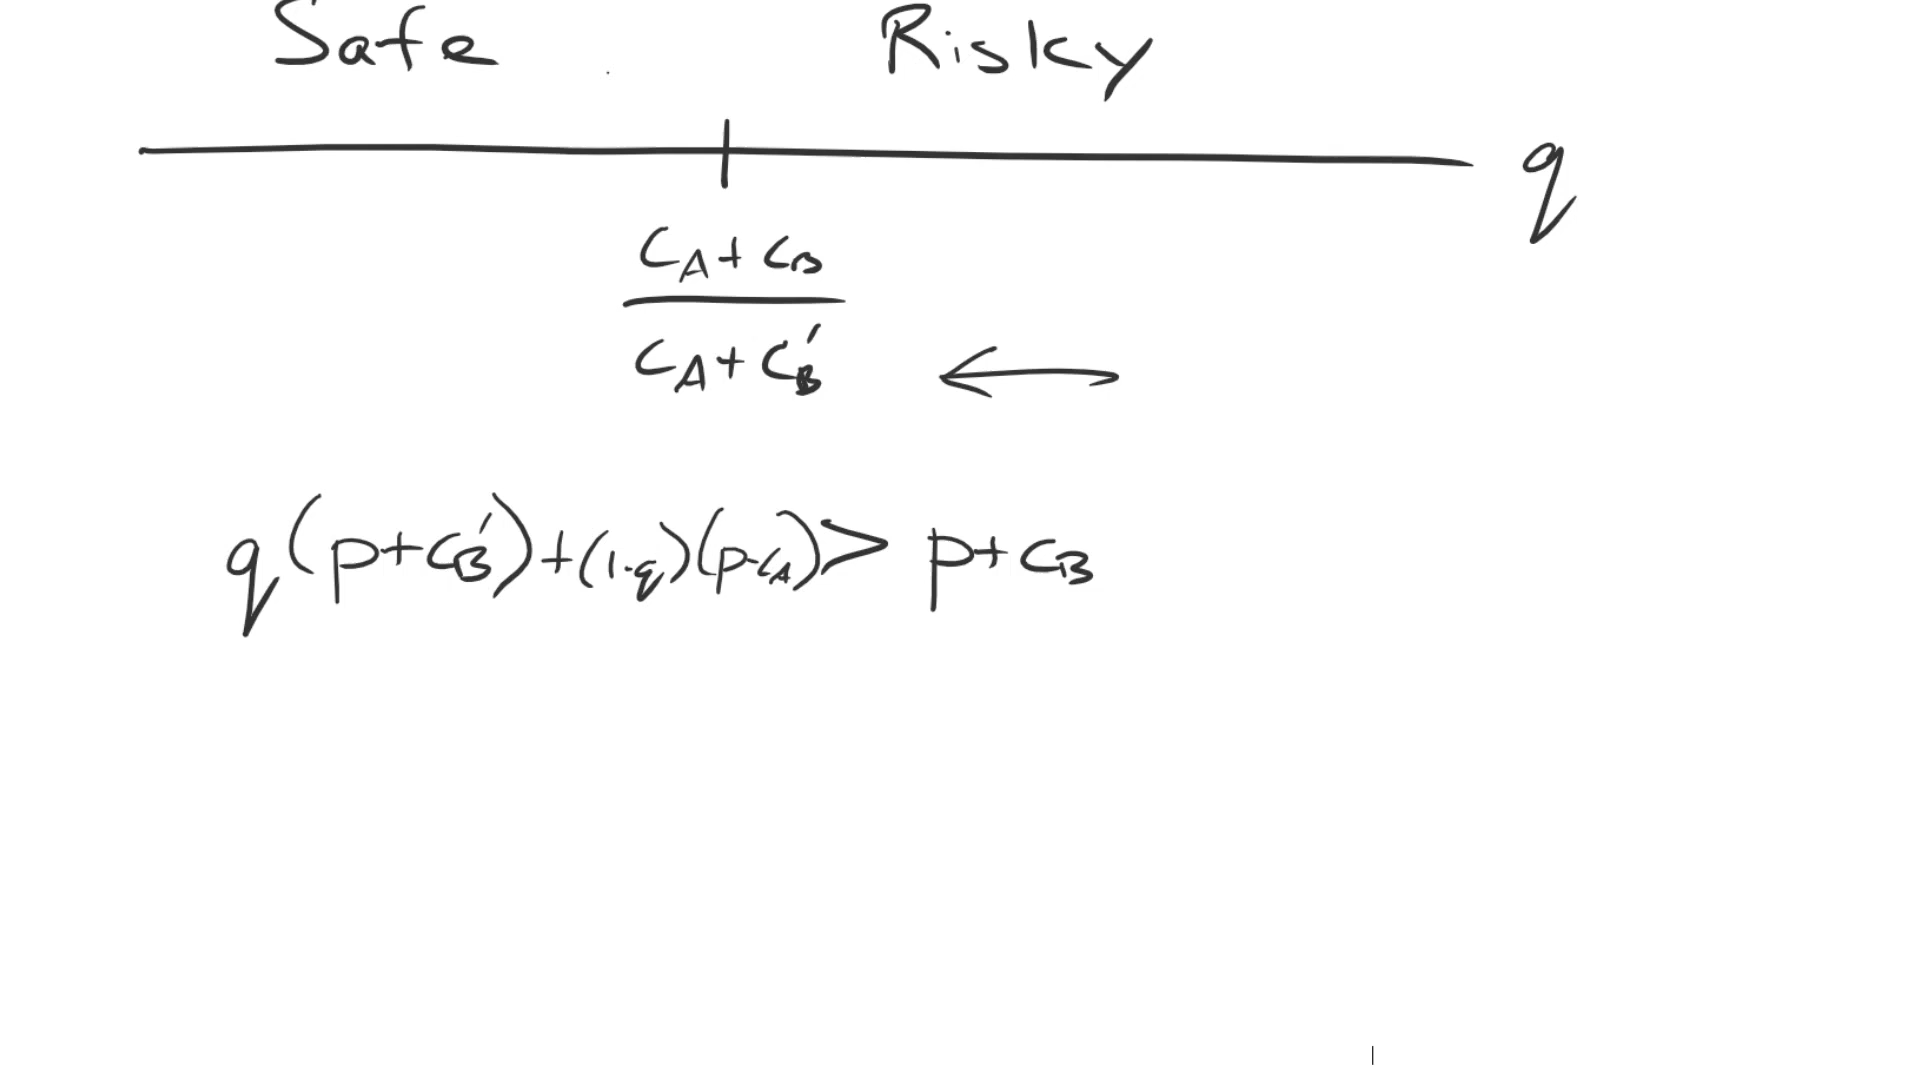 Safe Risky
q
C_A + C_B
C_A + C_B'
q(p+C_B')+(1-q)(p-C_A)> p+C_B